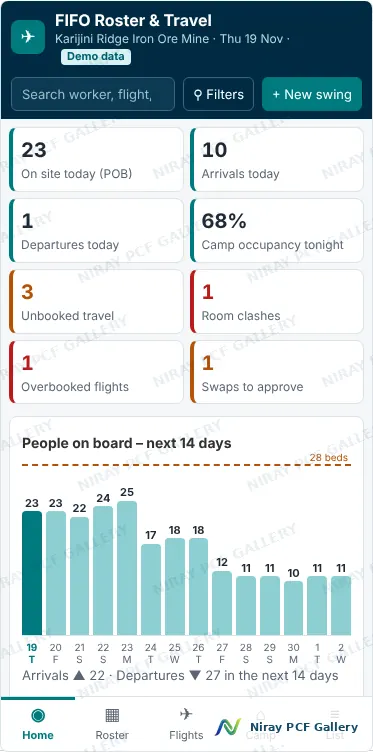 FIFO Roster & Travel
Karijini Ridge Iron Ore Mine · Thu 19 Nov ·
Demo data
Search worker, flight,
Filters
+ New swing
23
On site today (POB)
10
Arrivals today
1
Departures today
68%
Camp occupancy tonight
3
Unbooked travel
1
Room clashes
1
Overbooked flights
1
Swaps to approve
People on board – next 14 days
28 beds
23 23 22 24 25 17 18 18 12 11 11 10 11 11
19 20 21 22 23 24 25 26 27 28 29 30 1 2
T F S S M T W T F S S M T W
Arrivals ▲ 22 · Departures ▼ 27 in the next 14 days
Home
Roster
Flights
Camp
List
Niray PCF Gallery
NIRAY PCF GALLERY